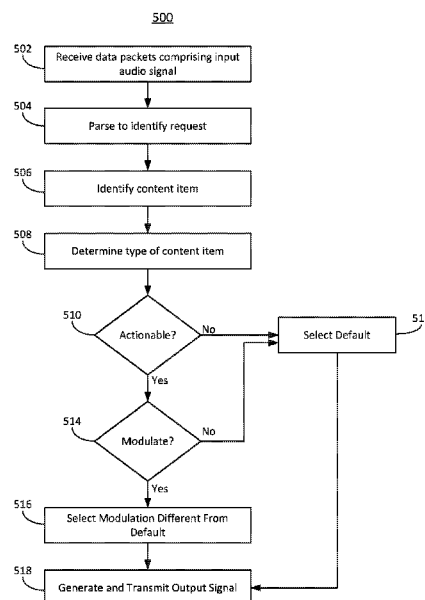 500
502
Receive data packets comprising input
audio signal
504
Parse to identify request
506
Identify content item
508
Determine type of content item
510
Actionable?
No
Select Default
51
Yes
514
Modulate?
No
Yes
516
Select Modulation Different From
Default
518
Generate and Transmit Output Signal